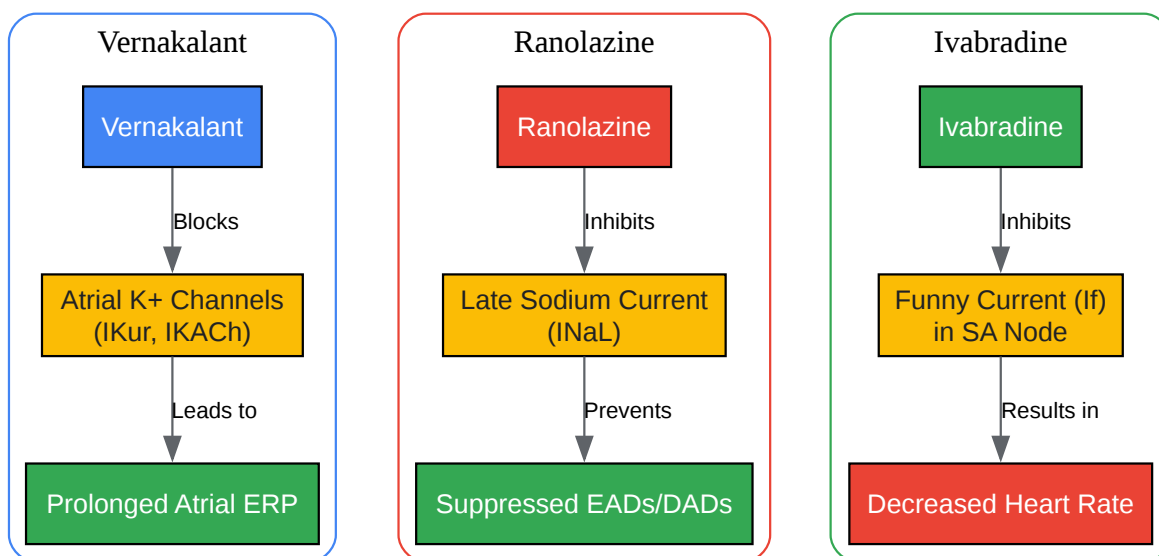 Vernakalant
Vernakalant
Blocks
Atrial K+ Channels
(IKur, IKACh)
Leads to
Prolonged Atrial ERP
Ranolazine
Ranolazine
Inhibits
Late Sodium Current
(INaL)
Prevents
Suppressed EADs/DADs
Ivabradine
Ivabradine
Inhibits
Funny Current (If)
in SA Node
Results in
Decreased Heart Rate